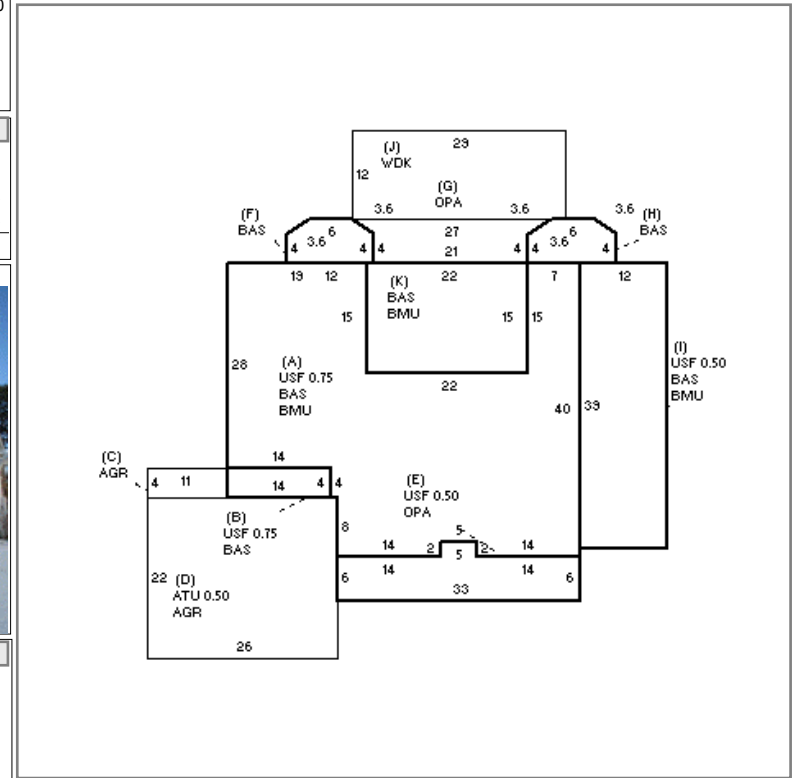 29
(J)
WDK
12
(G)
OPA
3.6 3.6 3.6
(F)
BAS
6 6
3.6 3.6
(H)
BAS
27
4 4 4 4 4 4
21
19 12 22 7 12
(K)
BAS
BMU
15 15 15
28
(A)
USF 0.75
BAS
BMU
(I)
USF 0.50
BAS
BMU
22
40 39
14
(C)
AGR
4 11 14 4 4
(E)
USF 0.50
OPA
(B)
USF 0.75
BAS
8
5
14 2 2 14
5
14 14
22 (D)
ATU 0.50
AGR
6 6
33
26